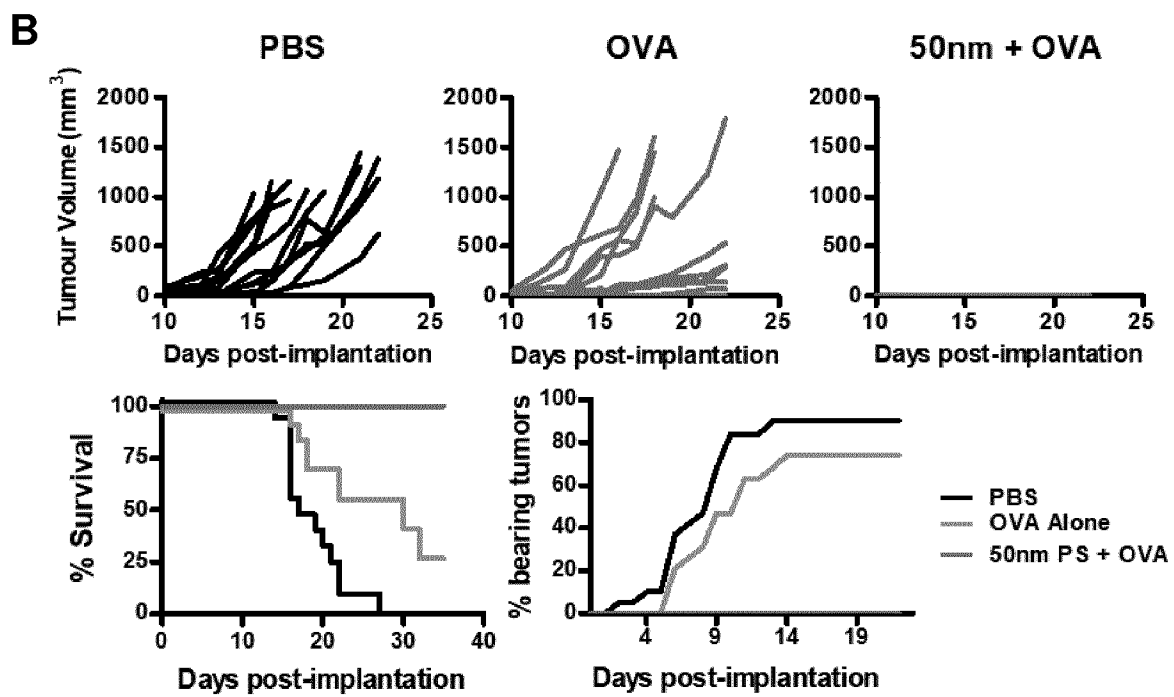 B
PBS
OVA
50nm + OVA
Tumour Volume (mm³)
2000
1500
1000
500
0
10 15 20 25
Days post-implantation
2000
1500
1000
500
0
10 15 20 25
Days post-implantation
2000
1500
1000
500
0
10 15 20 25
Days post-implantation
% Survival
100
75
50
25
0
0 10 20 30 40
Days post-implantation
% bearing tumors
100
80
60
40
20
0
4 9 14 19
Days post-implantation
PBS
OVA Alone
50nm PS + OVA